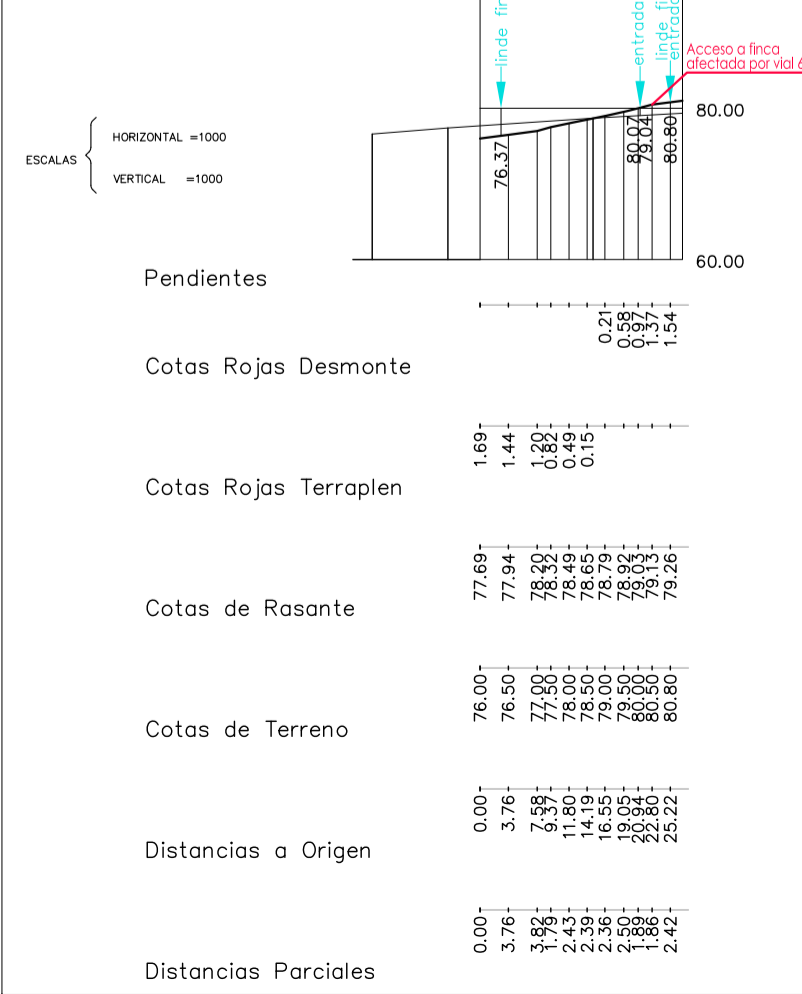 linde fin
entrada
linde fi
entrada
Acceso a finca
afectada por vial 6
80.00
76.37
80.07
79.04
80.80
60.00
ESCALAS
HORIZONTAL =1000
VERTICAL =1000
Pendientes
0.21 0.58 0.97 1.37 1.54
Cotas Rojas Desmonte
1.69 1.44 1.20 0.82 0.49 0.15
Cotas Rojas Terraplen
77.69 77.94 78.20 78.32 78.49 78.65 78.79 78.92 79.03 79.13 79.26
Cotas de Rasante
76.00 76.50 77.00 77.50 78.00 78.50 79.00 79.50 80.00 80.50 80.80
Cotas de Terreno
0.00 3.76 7.58 9.37 11.80 14.19 16.55 19.05 20.94 22.80 25.22
Distancias a Origen
0.00 3.76 3.82 1.79 2.43 2.39 2.36 2.50 1.89 1.86 2.42
Distancias Parciales